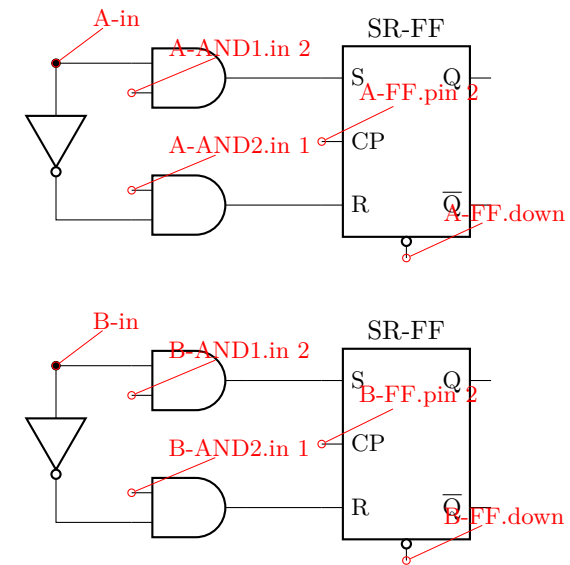 A-in
SR-FF
A-AND1.in 2
S
Q
A-FF.pin 2
CP
A-AND2.in 1
R
Q̅
A-FF.down
B-in
SR-FF
B-AND1.in 2
S
Q
B-FF.pin 2
CP
B-AND2.in 1
R
Q̅
B-FF.down